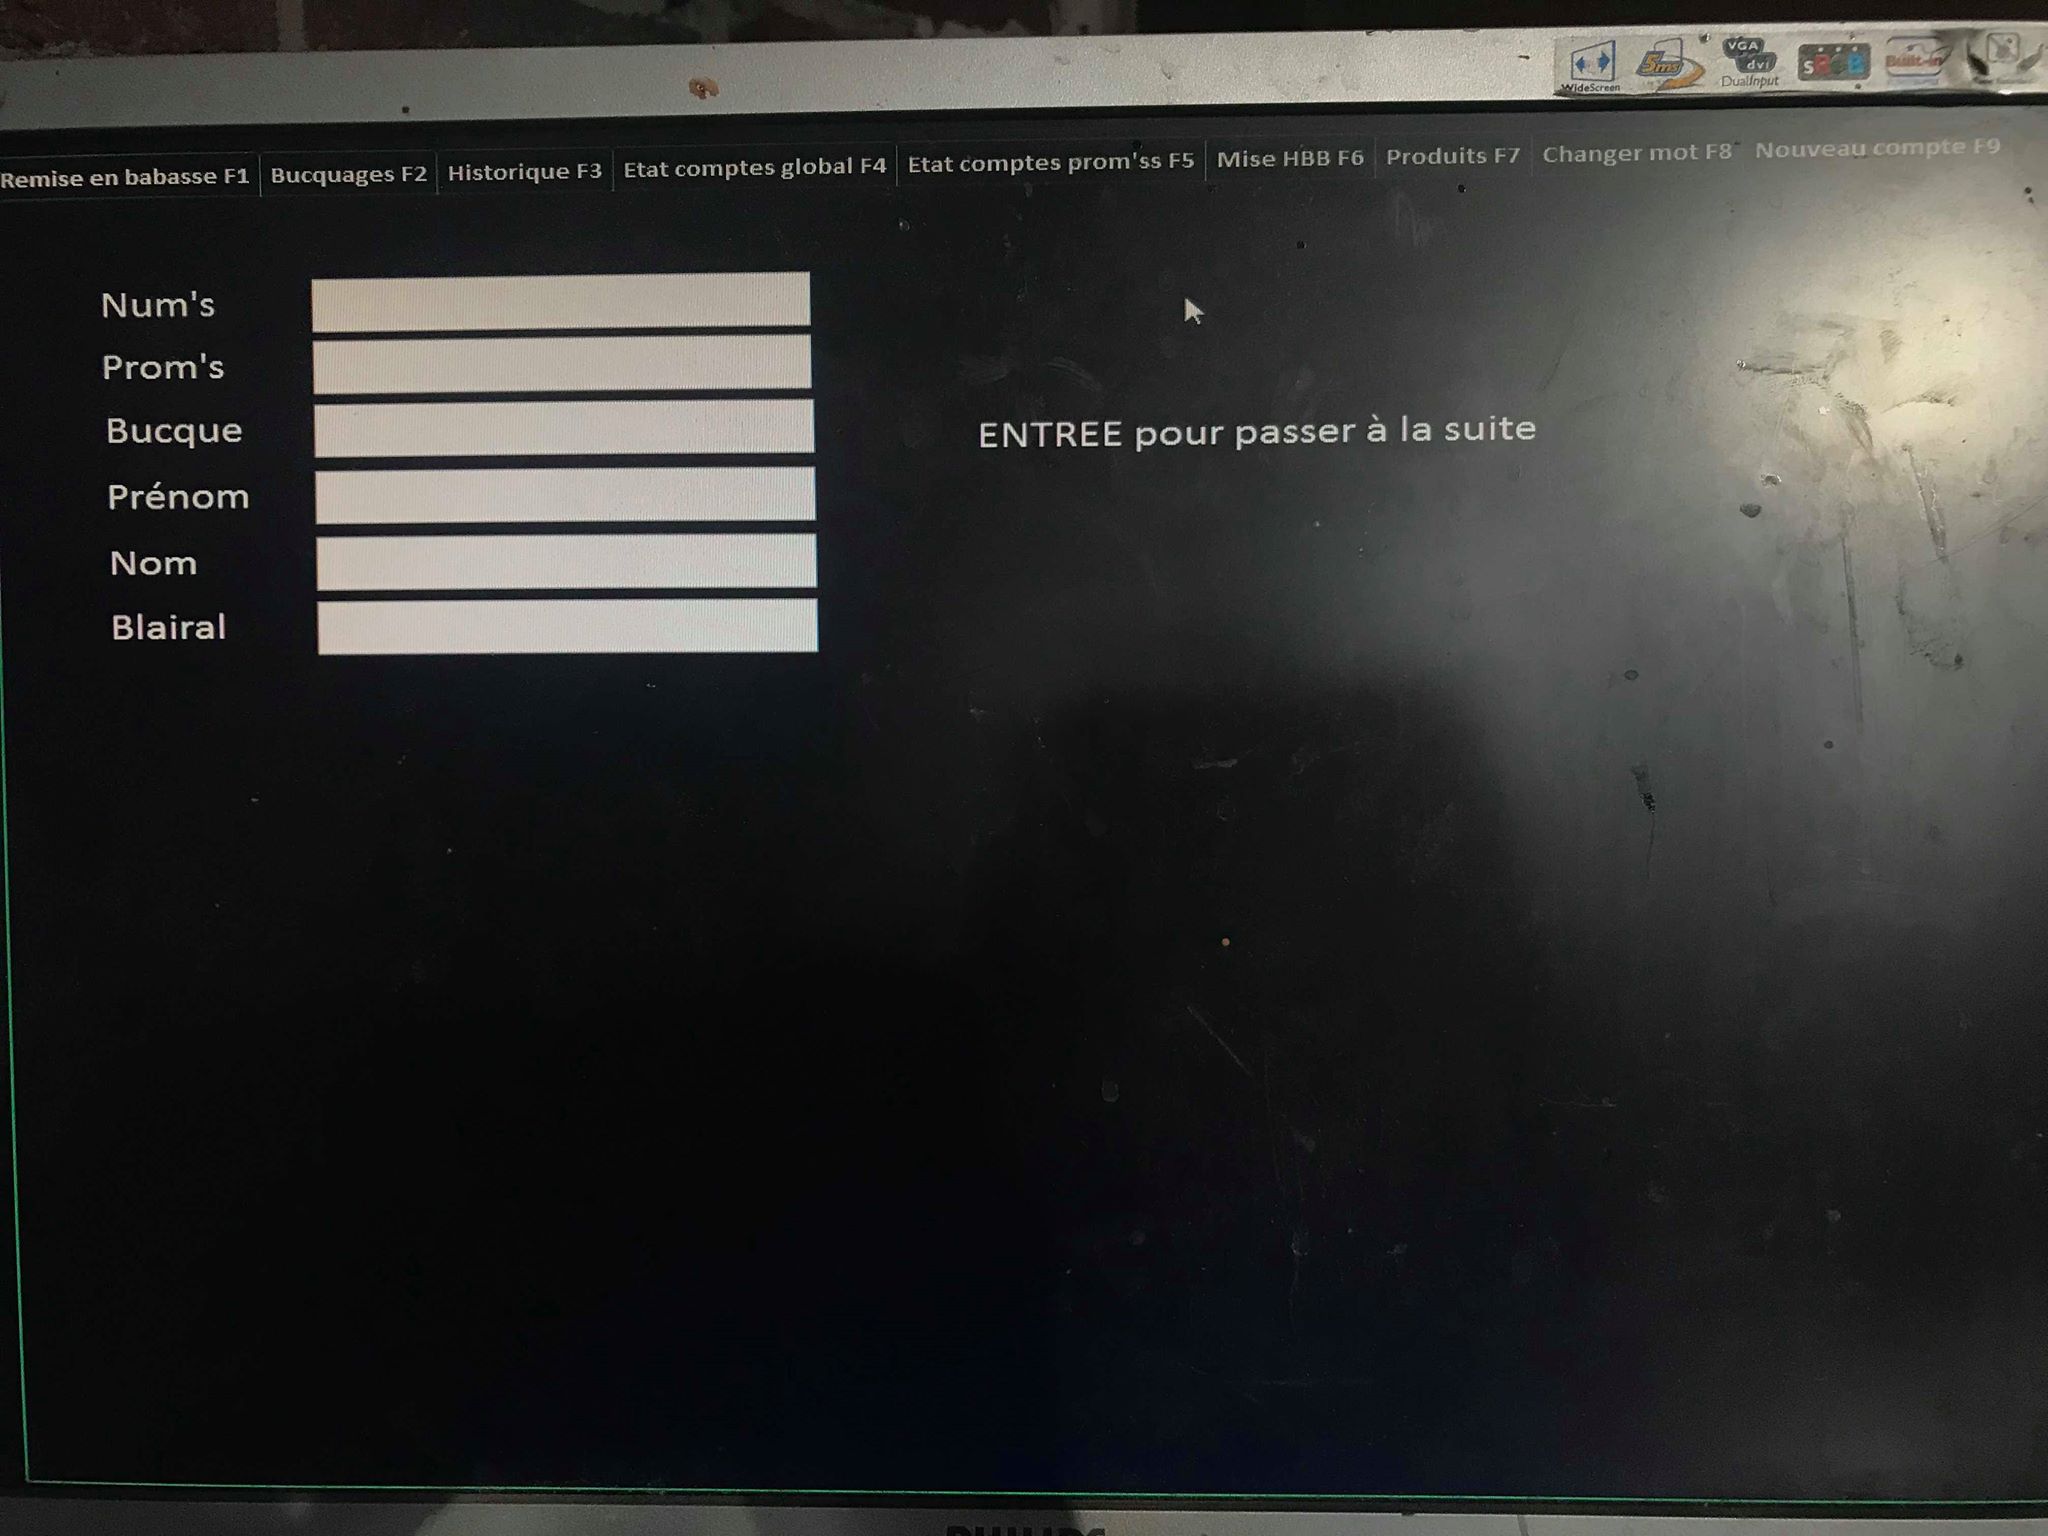 WideScreen
5ms
VGA
dvi
DualInput
Built-in
Remise en babasse F1 Bucquages F2 Historique F3 Etat comptes global F4 Etat comptes prom'ss F5 Mise HBB F6 Produits F7 Changer mot F8 Nouveau compte F9
Num's
Prom's
Bucque
ENTREE pour passer à la suite
Prénom
Nom
Blairal